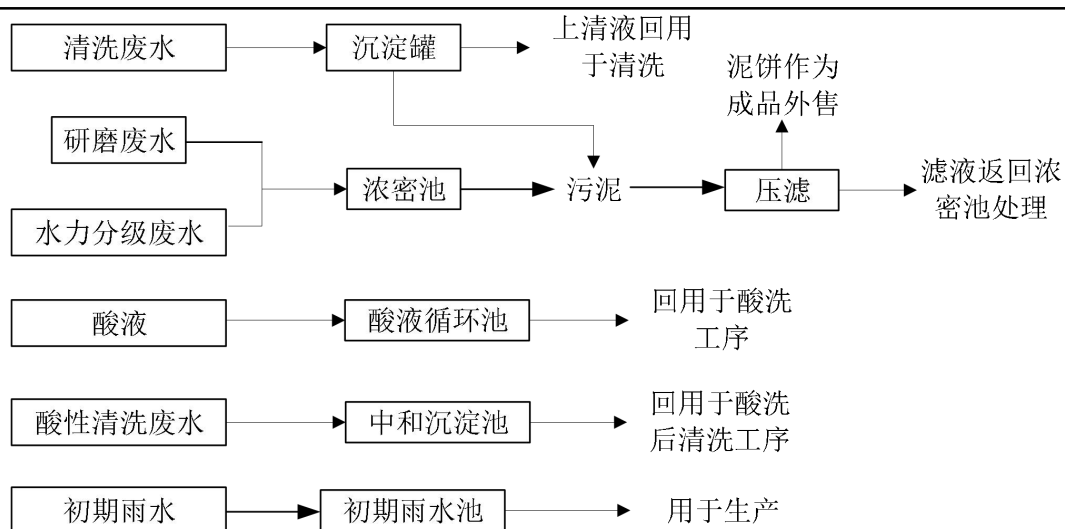 清洗废水
沉淀罐
上清液回用
于清洗
泥饼作为
成品外售
研磨废水
水力分级废水
浓密池
污泥
压滤
滤液返回浓
密池处理
酸液
酸液循环池
回用于酸洗
工序
酸性清洗废水
中和沉淀池
回用于酸洗
后清洗工序
初期雨水
初期雨水池
用于生产